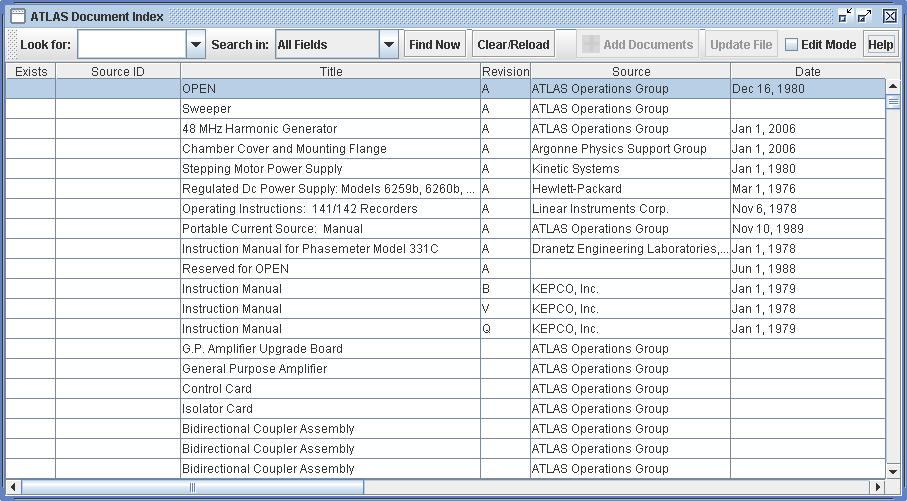 ATLAS Document Index
Look for: Search in: All Fields Find Now Clear/Reload Add Documents Update File Edit Mode Help
Exists Source ID Title Revision Source Date
OPEN A ATLAS Operations Group Dec 16, 1980
Sweeper A ATLAS Operations Group
48 MHz Harmonic Generator A ATLAS Operations Group Jan 1, 2006
Chamber Cover and Mounting Flange A Argonne Physics Support Group Jan 1, 2006
Stepping Motor Power Supply A Kinetic Systems Jan 1, 1980
Regulated Dc Power Supply: Models 6259b, 6260b, ... A Hewlett-Packard Mar 1, 1976
Operating Instructions: 141/142 Recorders A Linear Instruments Corp. Nov 6, 1978
Portable Current Source: Manual A ATLAS Operations Group Nov 10, 1989
Instruction Manual for Phasemeter Model 331C A Dranetz Engineering Laboratories,... Jan 1, 1978
Reserved for OPEN A Jun 1, 1988
Instruction Manual B KEPCO, Inc. Jan 1, 1979
Instruction Manual V KEPCO, Inc. Jan 1, 1978
Instruction Manual Q KEPCO, Inc. Jan 1, 1979
G.P. Amplifier Upgrade Board ATLAS Operations Group
General Purpose Amplifier ATLAS Operations Group
Control Card ATLAS Operations Group
Isolator Card ATLAS Operations Group
Bidirectional Coupler Assembly ATLAS Operations Group
Bidirectional Coupler Assembly ATLAS Operations Group
Bidirectional Coupler Assembly ATLAS Operations Group